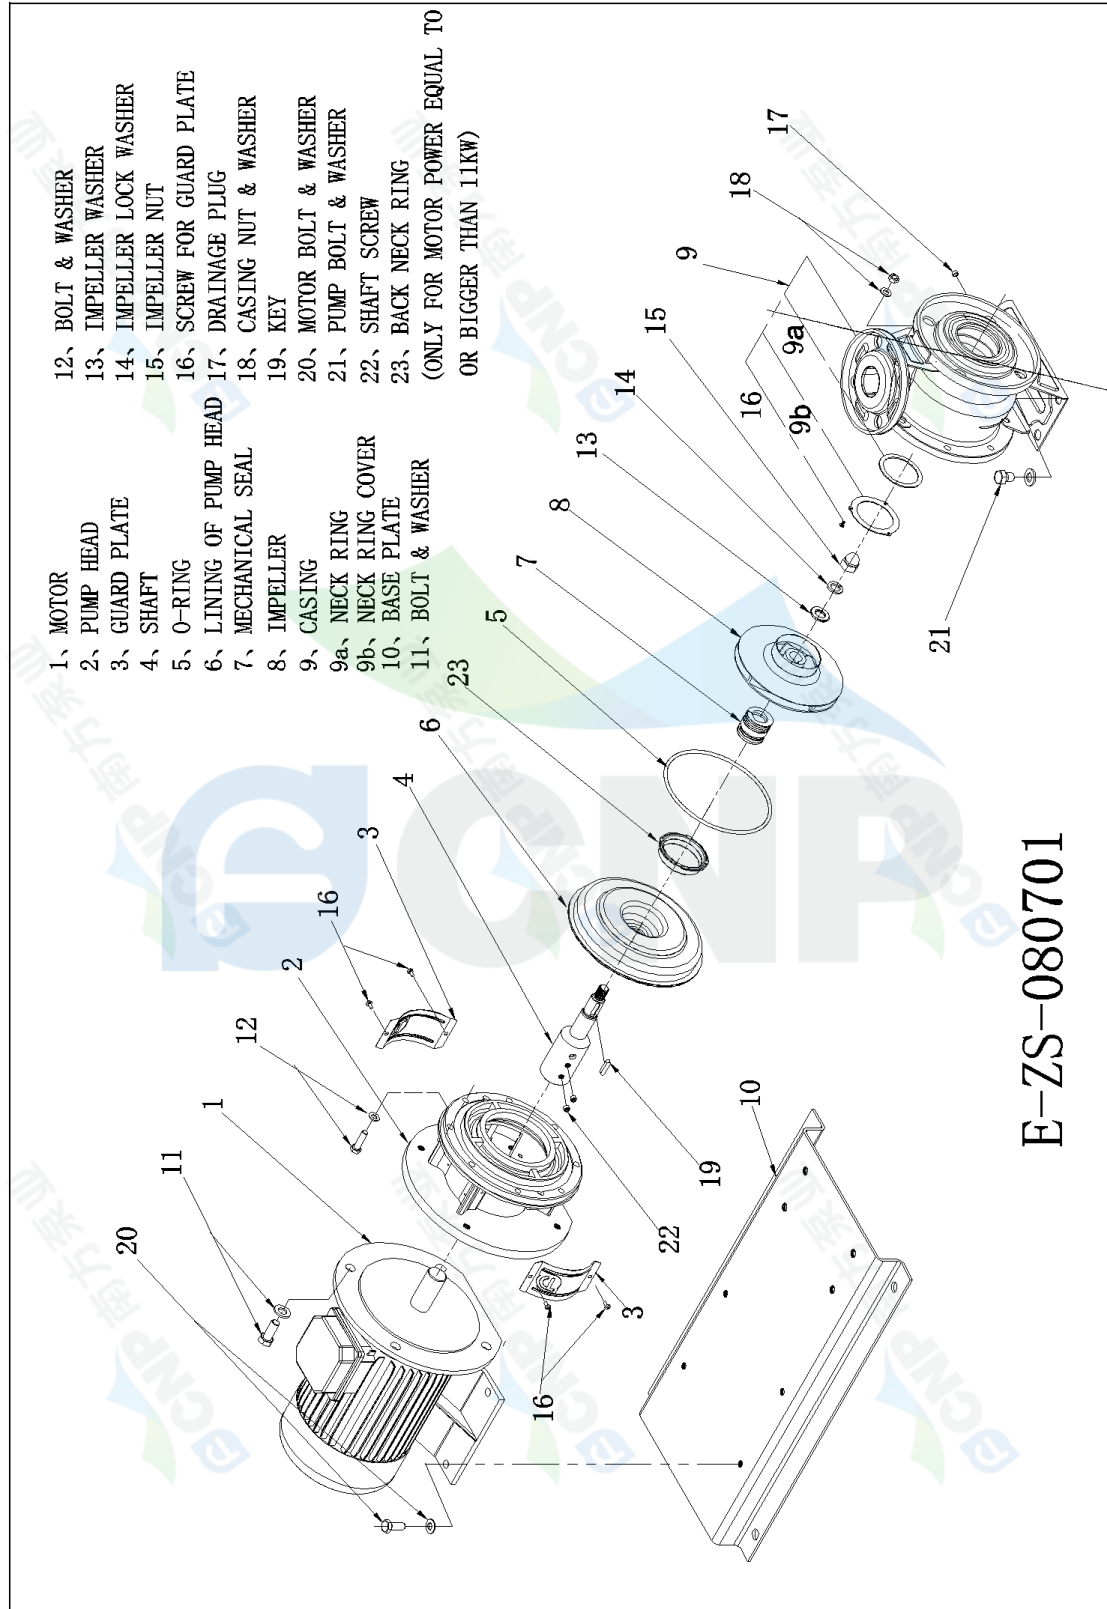 1、MOTOR
2、PUMP HEAD
3、GUARD PLATE
4、SHAFT
5、O-RING
6、LINING OF PUMP HEAD
7、MECHANICAL SEAL
8、IMPELLER
9、CASING
9a、NECK RING
9b、NECK RING COVER
10、BASE PLATE
11、BOLT & WASHER
12、BOLT & WASHER
13、IMPELLER WASHER
14、IMPELLER LOCK WASHER
15、IMPELLER NUT
16、SCREW FOR GUARD PLATE
17、DRAINAGE PLUG
18、CASING NUT & WASHER
19、KEY
20、MOTOR BOLT & WASHER
21、PUMP BOLT & WASHER
22、SHAFT SCREW
23、BACK NECK RING
(ONLY FOR MOTOR POWER EQUAL TO
OR BIGGER THAN 11KW)
20
11
1
12
2
16
3
4
6
23
5
7
8
13
14
15
9
18
17
16
9b
9a
16
3
22
19
10
21
CNP
CNP 南方泵业
E-ZS-080701